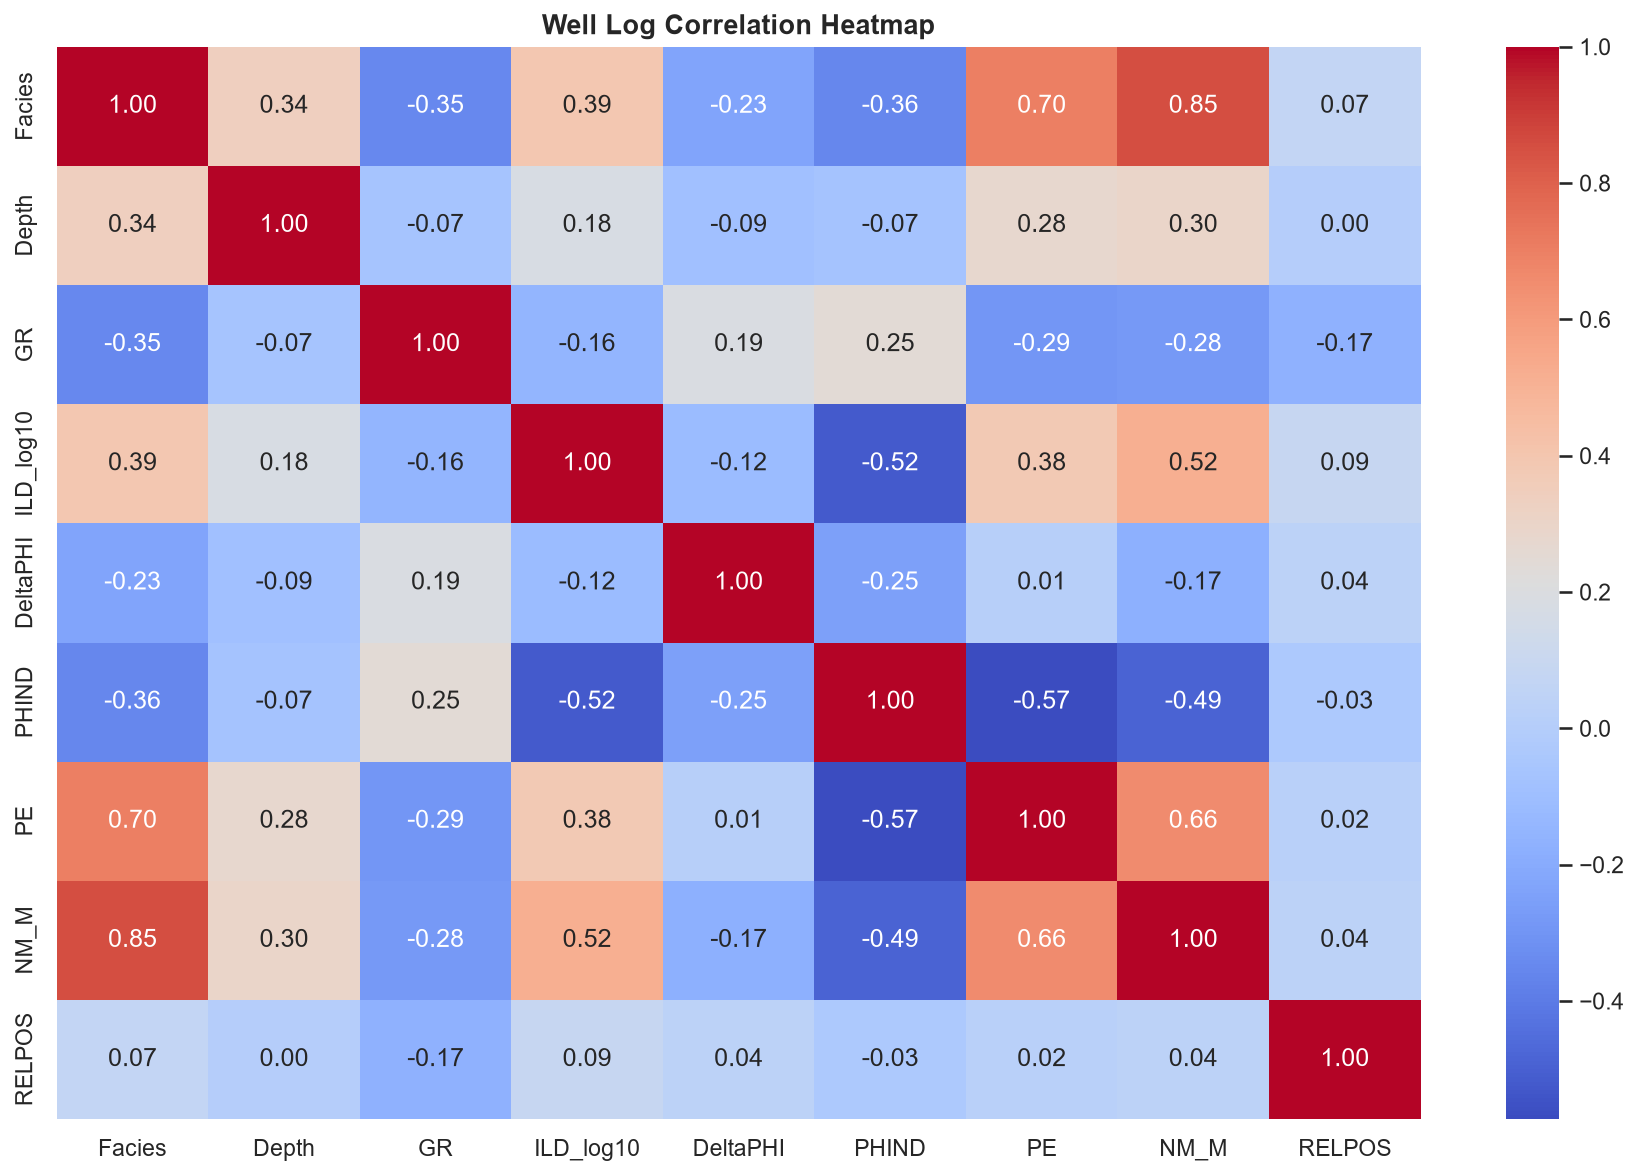 Well Log Correlation Heatmap
Facies 1.00 0.34 -0.35 0.39 -0.23 -0.36 0.70 0.85 0.07
Depth 0.34 1.00 -0.07 0.18 -0.09 -0.07 0.28 0.30 0.00
GR -0.35 -0.07 1.00 -0.16 0.19 0.25 -0.29 -0.28 -0.17
ILD_log10 0.39 0.18 -0.16 1.00 -0.12 -0.52 0.38 0.52 0.09
DeltaPHI -0.23 -0.09 0.19 -0.12 1.00 -0.25 0.01 -0.17 0.04
PHIND -0.36 -0.07 0.25 -0.52 -0.25 1.00 -0.57 -0.49 -0.03
PE 0.70 0.28 -0.29 0.38 0.01 -0.57 1.00 0.66 0.02
NM_M 0.85 0.30 -0.28 0.52 -0.17 -0.49 0.66 1.00 0.04
RELPOS 0.07 0.00 -0.17 0.09 0.04 -0.03 0.02 0.04 1.00
Facies Depth GR ILD_log10 DeltaPHI PHIND PE NM_M RELPOS
1.0
0.8
0.6
0.4
0.2
0.0
−0.2
−0.4